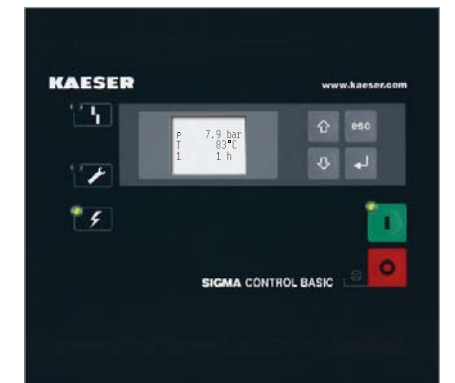 KAESER
www.kaeser.com
esc
P 7.9 bar
T 83°C
1 1 h
I
O
SIGMA CONTROL BASIC